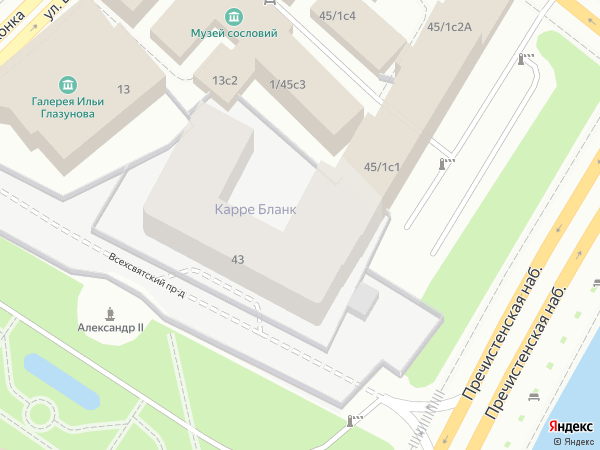 45/1с4
45/1с2А
Музей сословий
13
13с2
1/45с3
Галерея Ильи
Глазунова
45/1с1
Карре Бланк
43
Всехсвятский пр-д
Александр II
Пречистенская наб.
Пречистенская наб.
Яндекс
© Яндекс